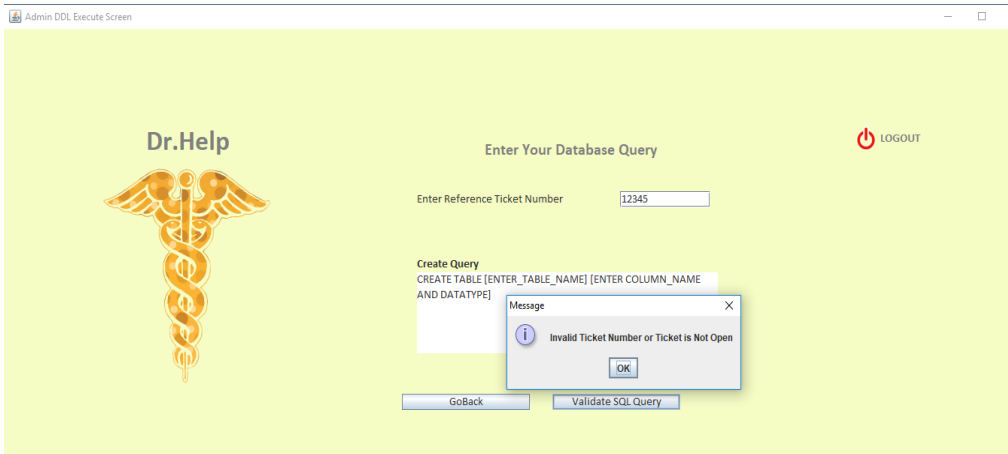 Admin DDL Execute Screen
Dr.Help
Enter Your Database Query
LOGOUT
Enter Reference Ticket Number
12345
Create Query
CREATE TABLE [ENTER_TABLE_NAME] [ENTER COLUMN_NAME
AND DATATYPE]
Message
Invalid Ticket Number or Ticket is Not Open
OK
GoBack
Validate SQL Query